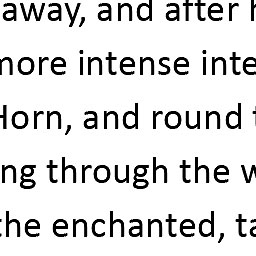 away, and after
more intense inte
Horn, and round
ng through the w
the enchanted, ta